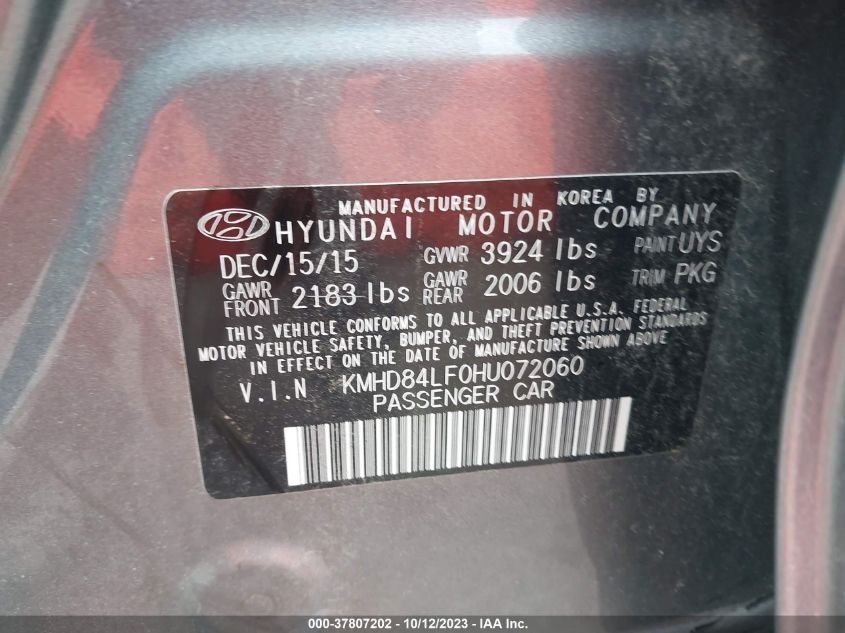 MANUFACTURED IN KOREA BY
HYUNDAI MOTOR COMPANY
DEC/15/15 GVWR 3924 lbs PAINT UYS
GAWR FRONT 2183 lbs GAWR REAR 2006 lbs TRIM PKG
THIS VEHICLE CONFORMS TO ALL APPLICABLE U.S.A. FEDERAL
MOTOR VEHICLE SAFETY, BUMPER, AND THEFT PREVENTION STANDARDS
IN EFFECT ON THE DATE OF MANUFACTURE SHOWN ABOVE
V.I.N KMHD84LF0HU072060
PASSENGER CAR
000-37807202 - 10/12/2023 - IAA Inc.